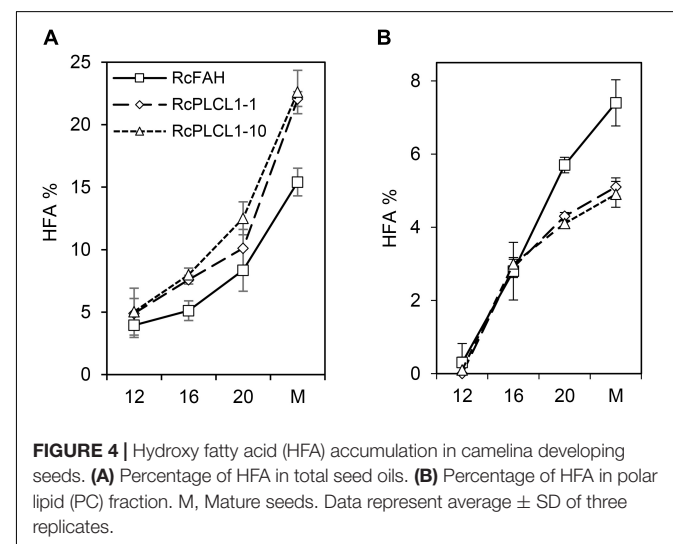 A
B
25
20
15
10
5
0
HFA %
RcFAH
RcPLCL1-1
RcPLCL1-10
12 16 20 M
8
6
4
2
0
HFA %
12 16 20 M
FIGURE 4 | Hydroxy fatty acid (HFA) accumulation in camelina developing
seeds. (A) Percentage of HFA in total seed oils. (B) Percentage of HFA in polar
lipid (PC) fraction. M, Mature seeds. Data represent average ± SD of three
replicates.